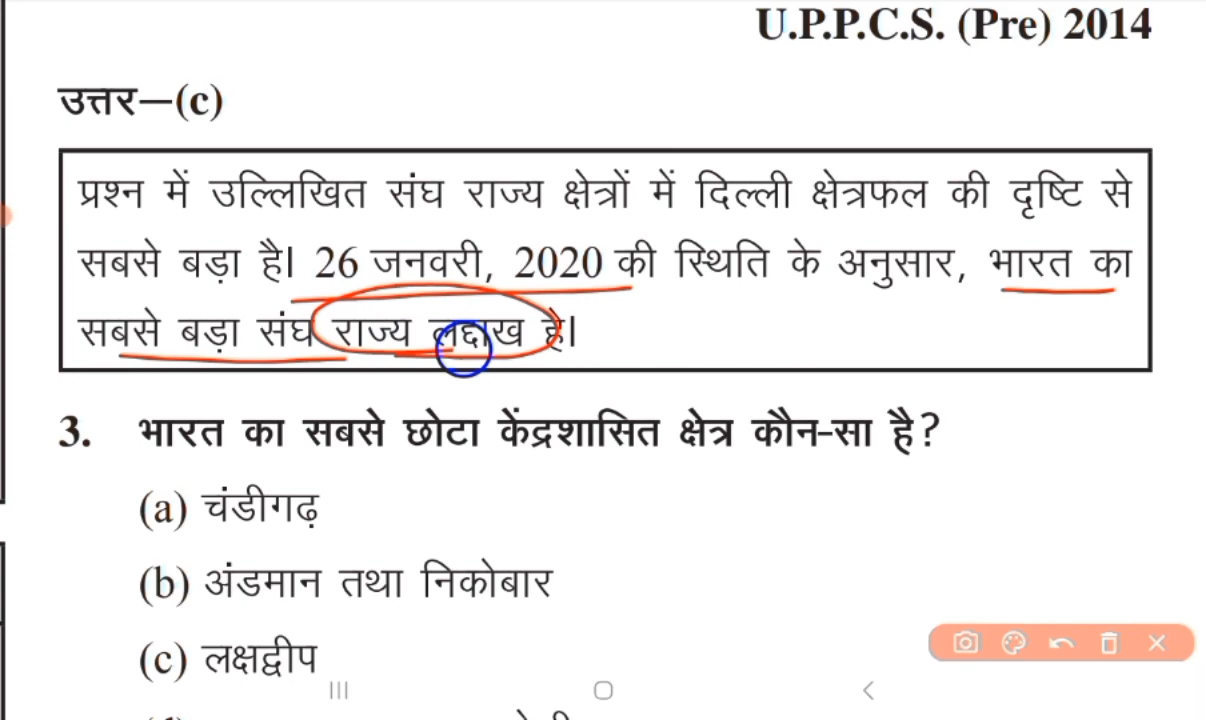 U.P.P.C.S. (Pre) 2014
उत्तर—(c)
प्रश्न में उल्लिखित संघ राज्य क्षेत्रों में दिल्ली क्षेत्रफल की दृष्टि से
सबसे बड़ा है। 26 जनवरी, 2020 की स्थिति के अनुसार, भारत का
सबसे बड़ा संघ राज्य लद्दाख है।
3. भारत का सबसे छोटा केंद्रशासित क्षेत्र कौन-सा है?
(a) चंडीगढ़
(b) अंडमान तथा निकोबार
(c) लक्षद्वीप